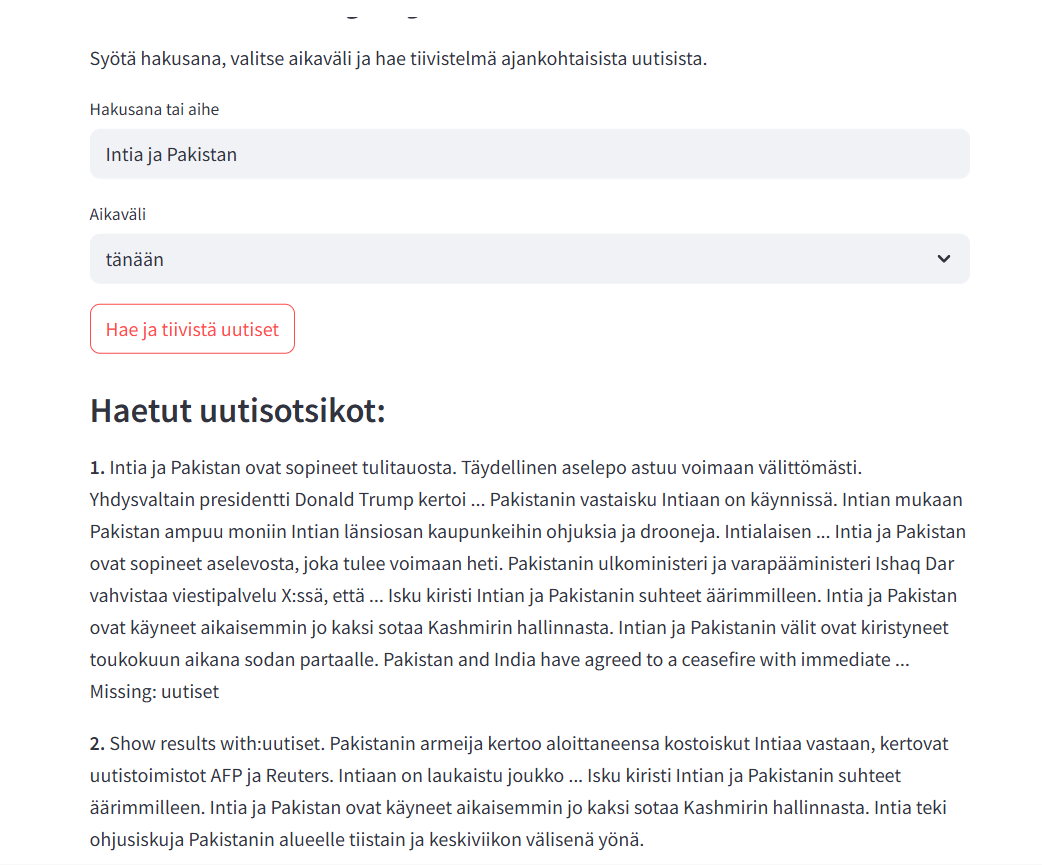 Syötä hakusana, valitse aikaväli ja hae tiivistelmä ajankohtaisista uutisista.
Hakusana tai aihe
Intia ja Pakistan
Aikaväli
tänään
Hae ja tiivistä uutiset
Haetut uutisotsikot:
1. Intia ja Pakistan ovat sopineet tulitauosta. Täydellinen aselepo astuu voimaan välittömästi.
Yhdysvaltain presidentti Donald Trump kertoi ... Pakistanin vastaisku Intiaan on käynnissä. Intian mukaan
Pakistan ampuu moniin Intian länsiosan kaupunkeihin ohjuksia ja drooneja. Intialaisen ... Intia ja Pakistan
ovat sopineet aselevosta, joka tulee voimaan heti. Pakistanin ulkoministeri ja varapääministeri Ishaq Dar
vahvistaa viestipalvelu X:ssä, että ... Isku kiristi Intian ja Pakistanin suhteet äärimmilleen. Intia ja Pakistan
ovat käyneet aikaisemmin jo kaksi sotaa Kashmirin hallinnasta. Intian ja Pakistanin välit ovat kiristyneet
toukokuun aikana sodan partaalle. Pakistan and India have agreed to a ceasefire with immediate ...
Missing: uutiset
2. Show results with:uutiset. Pakistanin armeija kertoo aloittaneensa kostoiskut Intiaa vastaan, kertovat
uutistoimistot AFP ja Reuters. Intiaan on laukaistu joukko ... Isku kiristi Intian ja Pakistanin suhteet
äärimmilleen. Intia ja Pakistan ovat käyneet aikaisemmin jo kaksi sotaa Kashmirin hallinnasta. Intia teki
ohjusiskuja Pakistanin alueelle tiistain ja keskiviikon välisenä yönä.